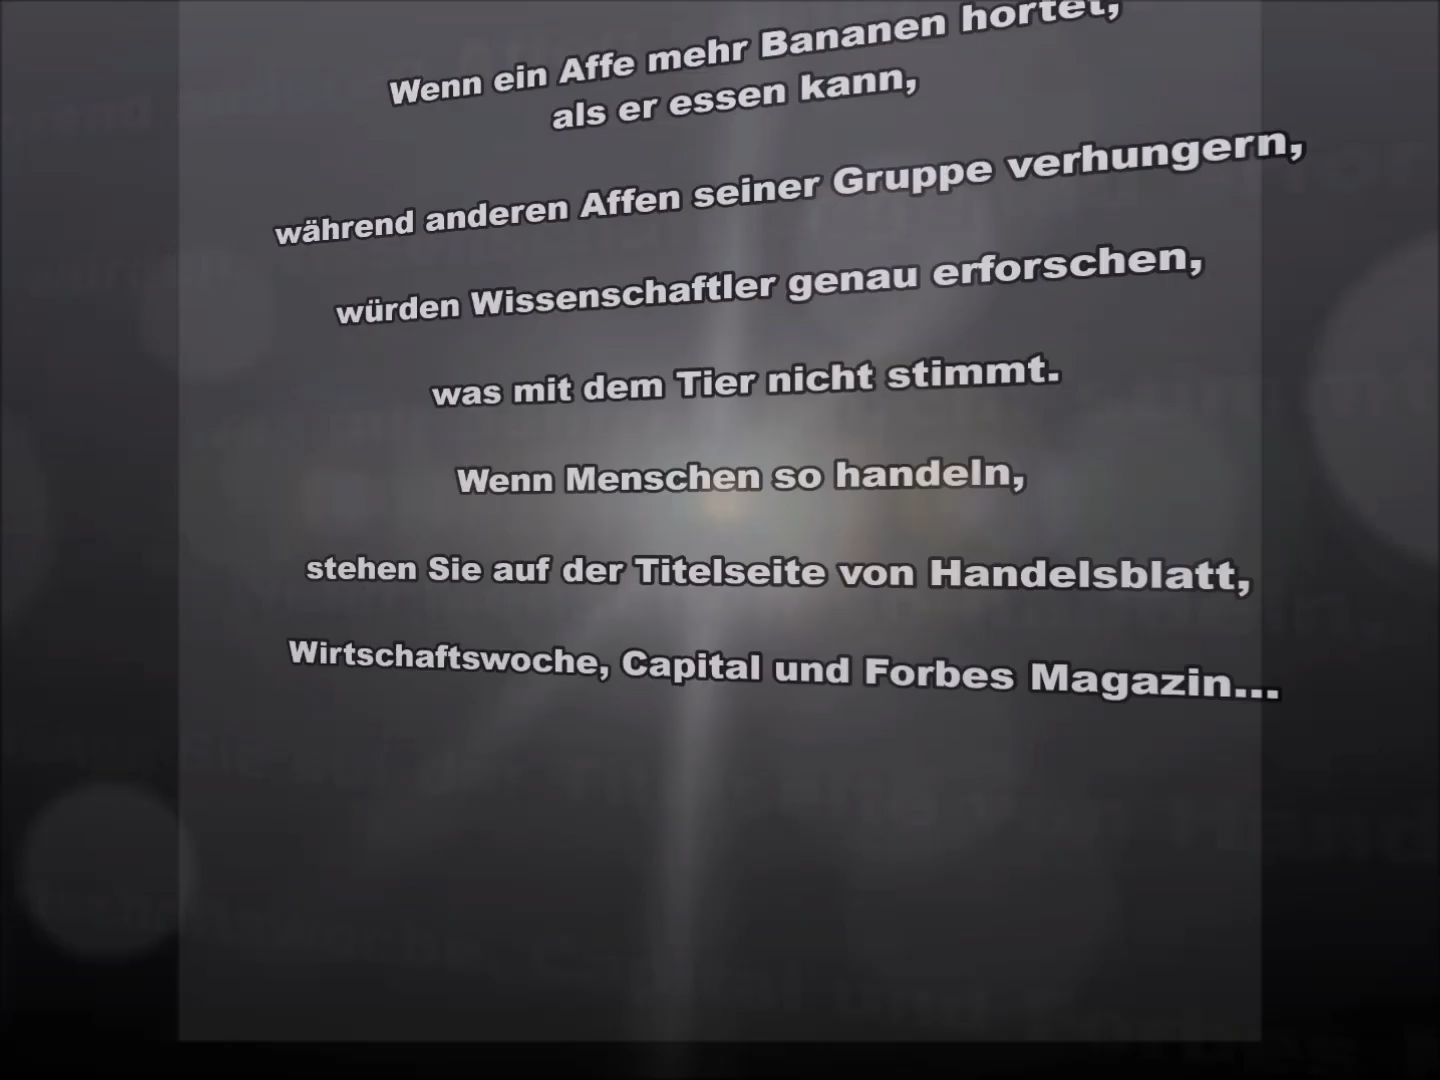 Wenn ein Affe mehr Bananen hortet,
als er essen kann,
während anderen Affen seiner Gruppe verhungern,
würden Wissenschaftler genau erforschen,
was mit dem Tier nicht stimmt.
Wenn Menschen so handeln,
stehen Sie auf der Titelseite von Handelsblatt,
Wirtschaftswoche, Capital und Forbes Magazin...